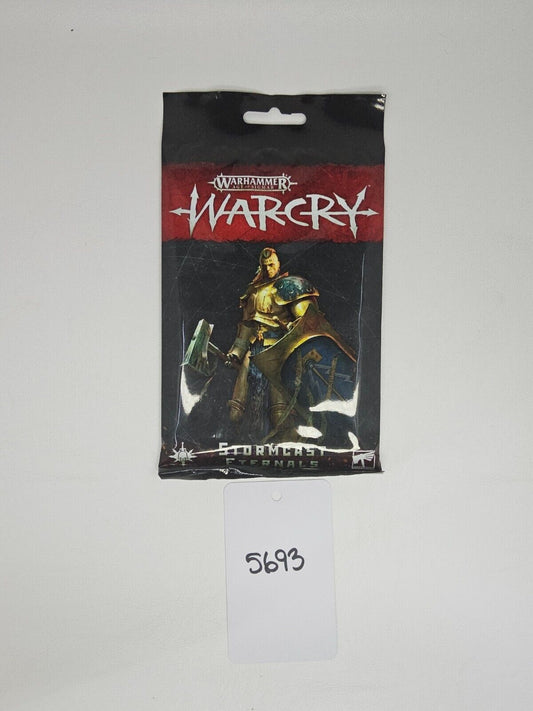 WARHAMMER
AGE OF SIGMAR
WARCRY
STORMCAST
ETERNALS
5693